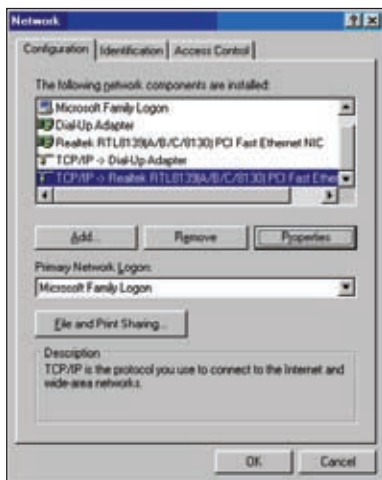 Network
Configuration Identification Access Control
The following network components are installed:
Microsoft Family Logon
Dial-Up Adapter
Realtek RTL8139(A/B/C/8130) PCI Fast Ethernet NIC
TCP/IP -> Dial-Up Adapter
TCP/IP -> Realtek RTL8139(A/B/C/8130) PCI Fast Ether
Add... Remove Properties
Primary Network Logon:
Microsoft Family Logon
File and Print Sharing...
Description
TCP/IP is the protocol you use to connect to the Internet and
wide-area networks.
OK Cancel